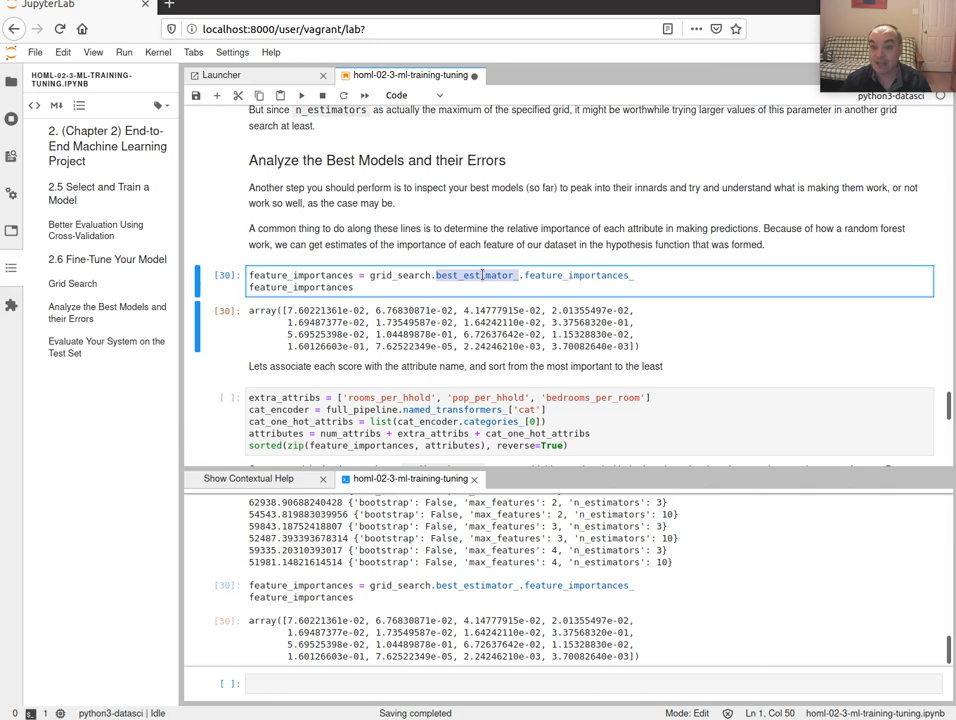 JupyterLab
localhost:8000/user/vagrant/lab?
File Edit View Run Kernel Tabs Settings Help
HOML-02-3-ML-TRAINING-
TUNING.IPYNB
2. (Chapter 2) End-to-
End Machine Learning
Project
2.5 Select and Train a
Model
Better Evaluation Using
Cross-Validation
2.6 Fine-Tune Your Model
Grid Search
Analyze the Best Models and
their Errors
Evaluate Your System on the
Test Set
Launcher
homl-02-3-ml-training-tuning
Code
python3-datasci
But since n_estimators as actually the maximum of the specified grid, it might be worthwhile trying larger values of this parameter in another grid
search at least.
Analyze the Best Models and their Errors
Another step you should perform is to inspect your best models (so far) to peak into their innards and try and understand what is making them work, or not
work so well, as the case may be.
A common thing to do along these lines is to determine the relative importance of each attribute in making predictions. Because of how a random forest
work, we can get estimates of the importance of each feature of our dataset in the hypothesis function that was formed.
[30]: feature_importances = grid_search.best_estimator_.feature_importances_
feature_importances
[30]: array([7.60221361e-02, 6.76830871e-02, 4.14777915e-02, 2.01355497e-02,
1.69487377e-02, 1.73549587e-02, 1.64242110e-02, 3.37568320e-01,
5.69525398e-02, 1.04489878e-01, 6.72637642e-02, 1.15328830e-02,
1.60126603e-01, 7.62522349e-05, 2.24246210e-03, 3.70082640e-03])
Lets associate each score with the attribute name, and sort from the most important to the least
[ ]: extra_attribs = ['rooms_per_hhold', 'pop_per_hhold', 'bedrooms_per_room']
cat_encoder = full_pipeline.named_transformers_['cat']
cat_one_hot_attribs = list(cat_encoder.categories_[0])
attributes = num_attribs + extra_attribs + cat_one_hot_attribs
sorted(zip(feature_importances, attributes), reverse=True)
Show Contextual Help
homl-02-3-ml-training-tuning
62938.90688240428 {'bootstrap': False, 'max_features': 2, 'n_estimators': 3}
54543.819883039956 {'bootstrap': False, 'max_features': 2, 'n_estimators': 10}
59843.18752418807 {'bootstrap': False, 'max_features': 3, 'n_estimators': 3}
52487.393397678314 {'bootstrap': False, 'max_features': 3, 'n_estimators': 10}
59335.20310393017 {'bootstrap': False, 'max_features': 4, 'n_estimators': 3}
51981.14821614514 {'bootstrap': False, 'max_features': 4, 'n_estimators': 10}
[30]: feature_importances = grid_search.best_estimator_.feature_importances_
feature_importances
[30]: array([7.60221361e-02, 6.76830871e-02, 4.14777915e-02, 2.01355497e-02,
1.69487377e-02, 1.73549587e-02, 1.64242110e-02, 3.37568320e-01,
5.69525398e-02, 1.04489878e-01, 6.72637642e-02, 1.15328830e-02,
1.60126603e-01, 7.62522349e-05, 2.24246210e-03, 3.70082640e-03])
[ ]:
0 1 python3-datasci | Idle Saving completed Mode: Edit Ln 1, Col 50 homl-02-3-ml-training-tuning.ipynb